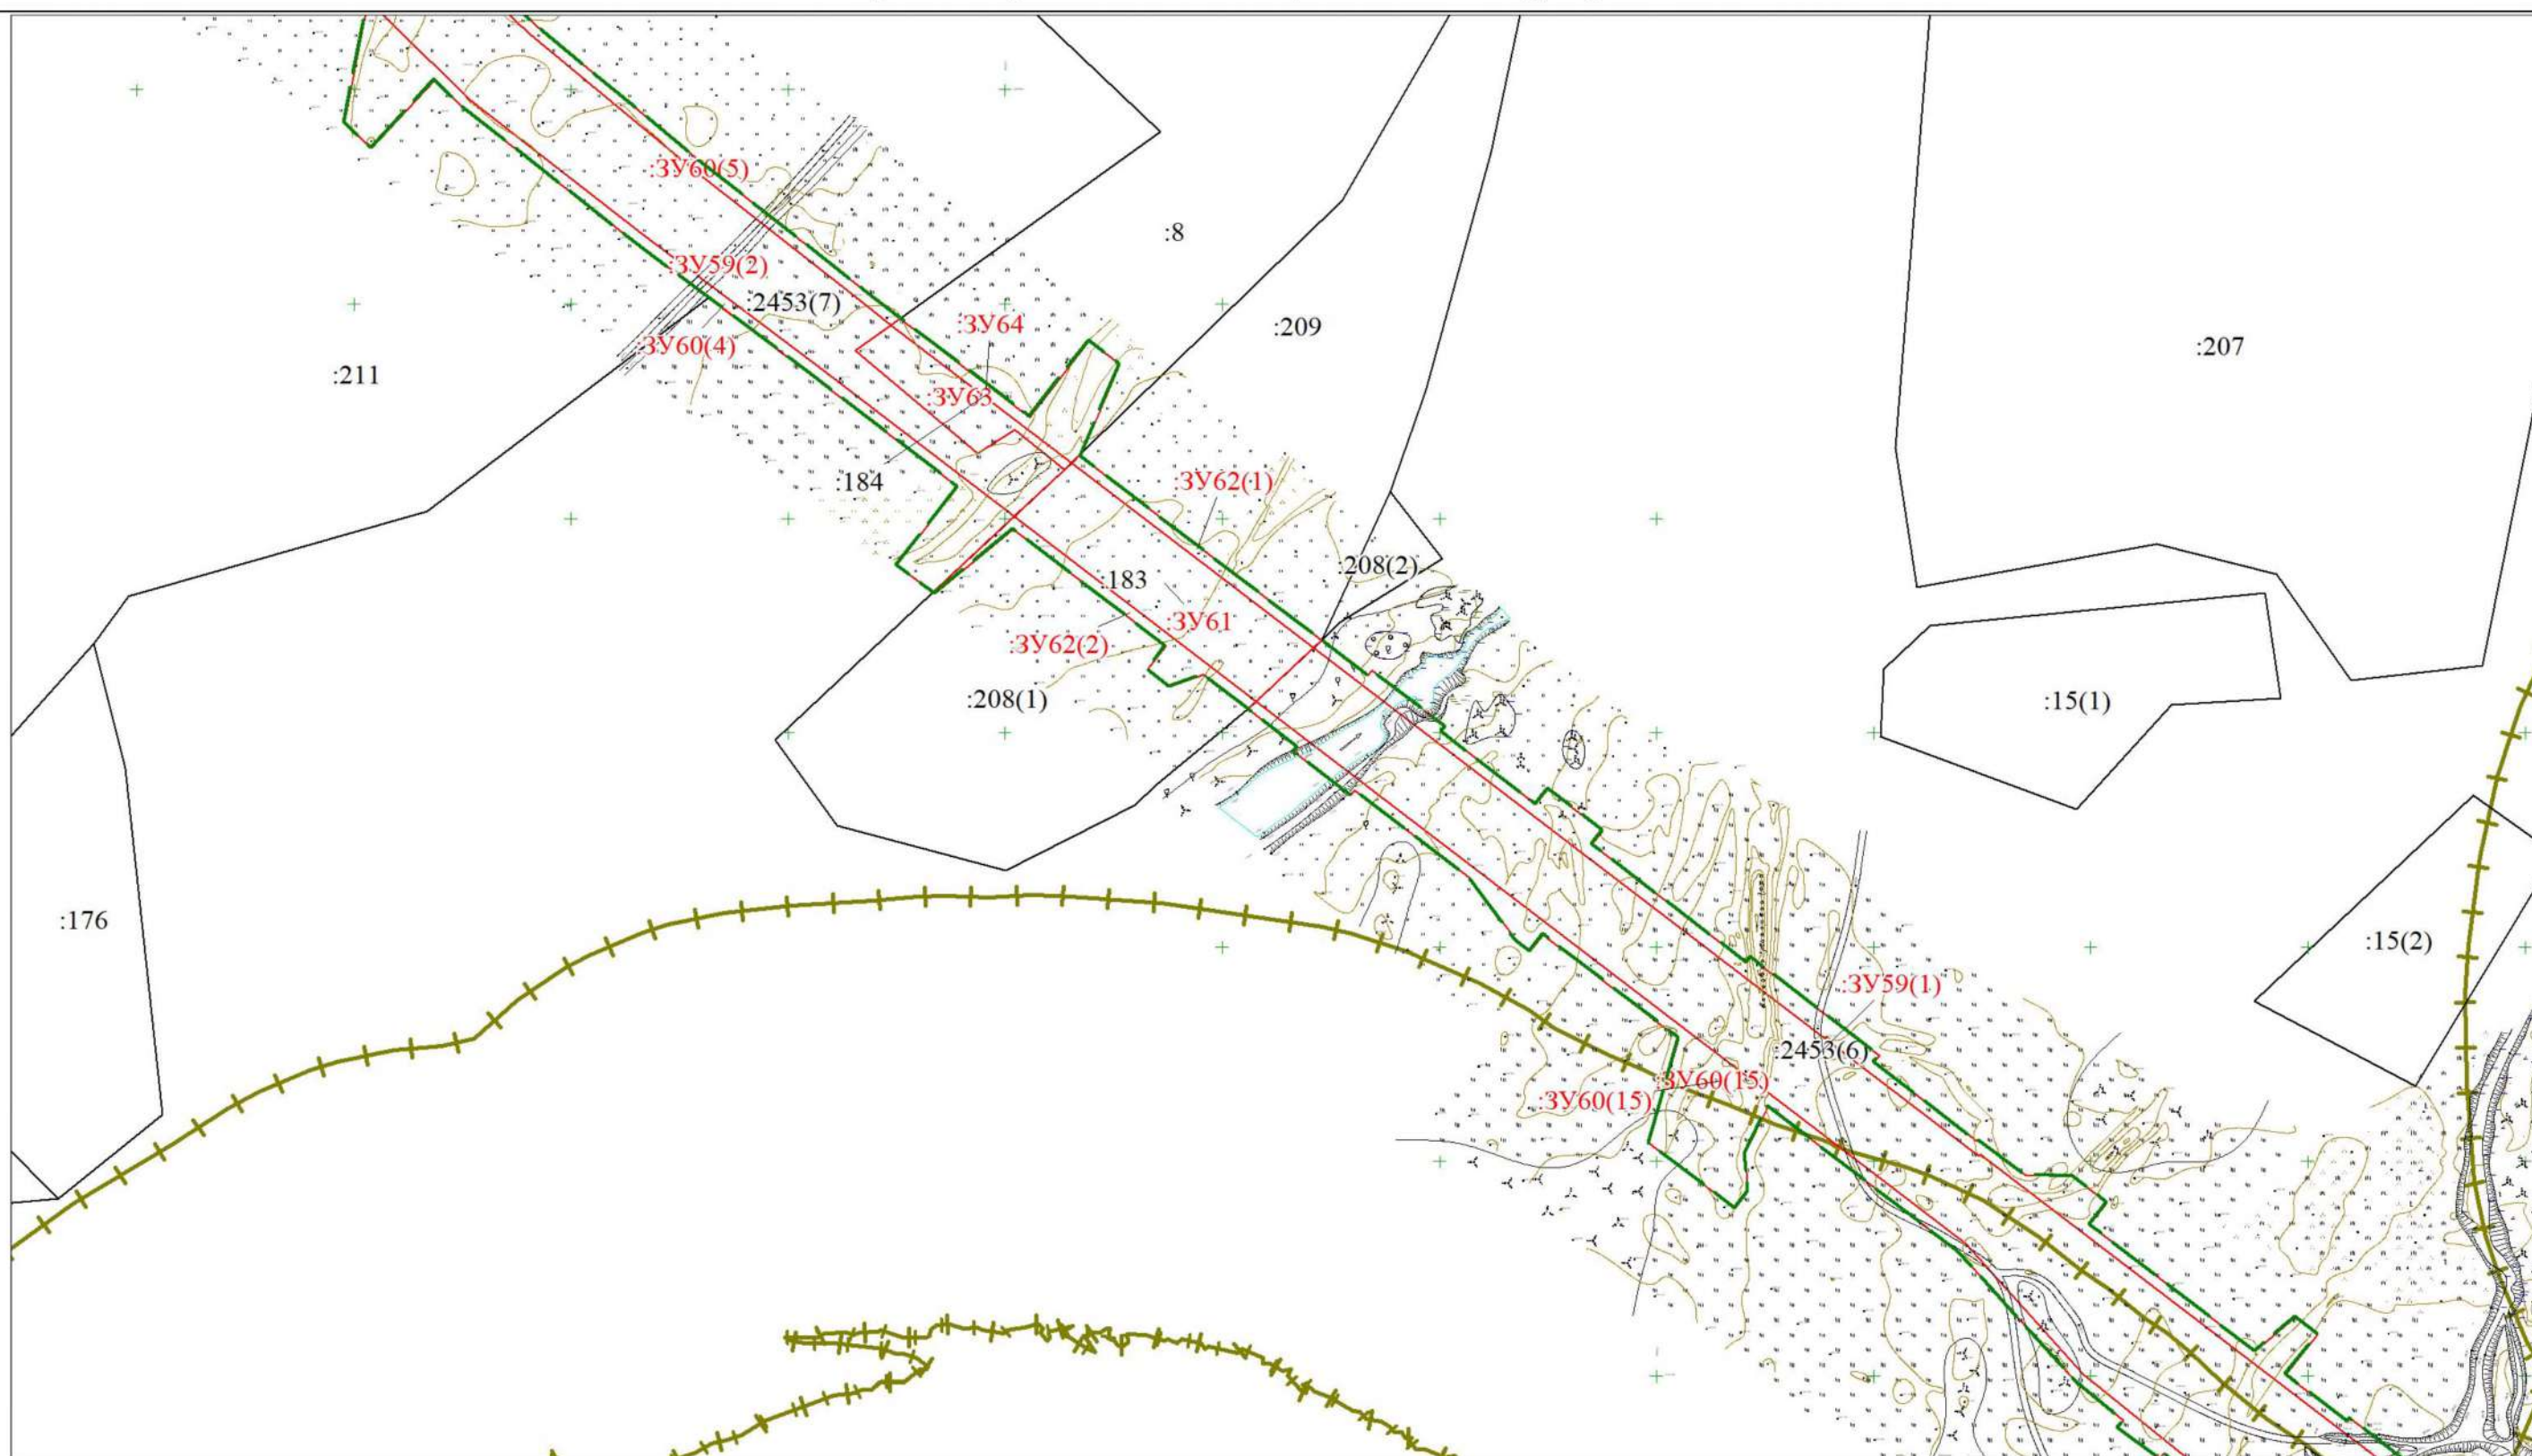 :ЗУ60(5)
:8
:ЗУ59(2)
:2453(7)
:ЗУ64
:209
:ЗУ60(4)
:207
:211
:ЗУ63
:184
:ЗУ62(1)
:208(2)
:183
:ЗУ61
:ЗУ62(2)
:208(1)
:15(1)
:176
:15(2)
:ЗУ59(1)
:2453(6)
:ЗУ60(15)
:ЗУ60(15)